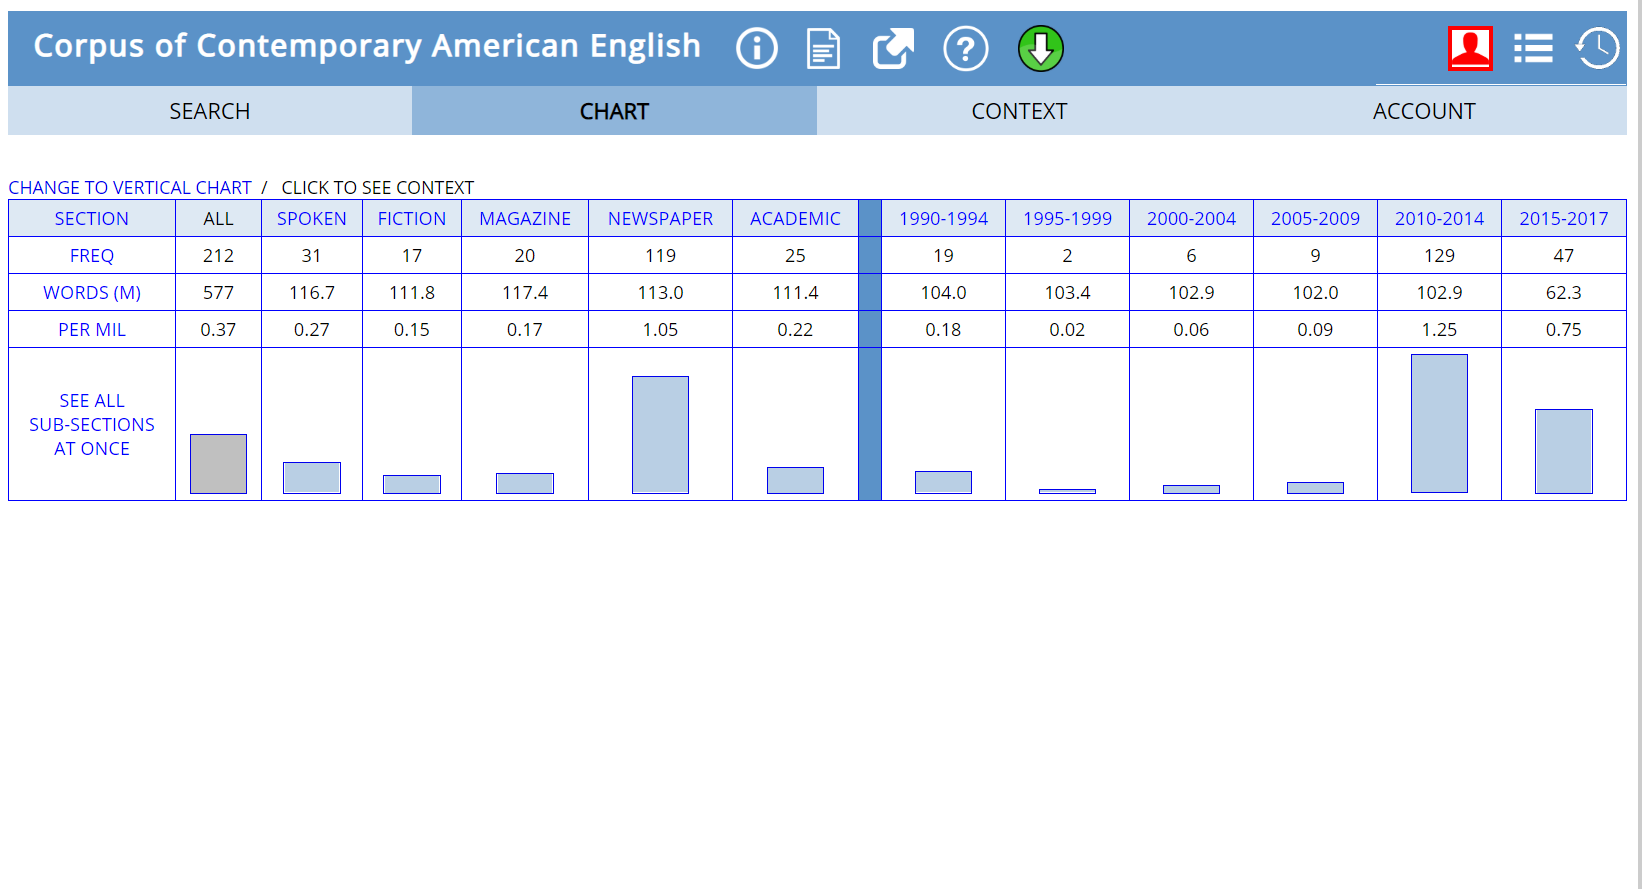 Corpus of Contemporary American English
SEARCH CHART CONTEXT ACCOUNT
CHANGE TO VERTICAL CHART / CLICK TO SEE CONTEXT
SECTION ALL SPOKEN FICTION MAGAZINE NEWSPAPER ACADEMIC 1990-1994 1995-1999 2000-2004 2005-2009 2010-2014 2015-2017
FREQ 212 31 17 20 119 25 19 2 6 9 129 47
WORDS (M) 577 116.7 111.8 117.4 113.0 111.4 104.0 103.4 102.9 102.0 102.9 62.3
PER MIL 0.37 0.27 0.15 0.17 1.05 0.22 0.18 0.02 0.06 0.09 1.25 0.75
SEE ALL
SUB-SECTIONS
AT ONCE